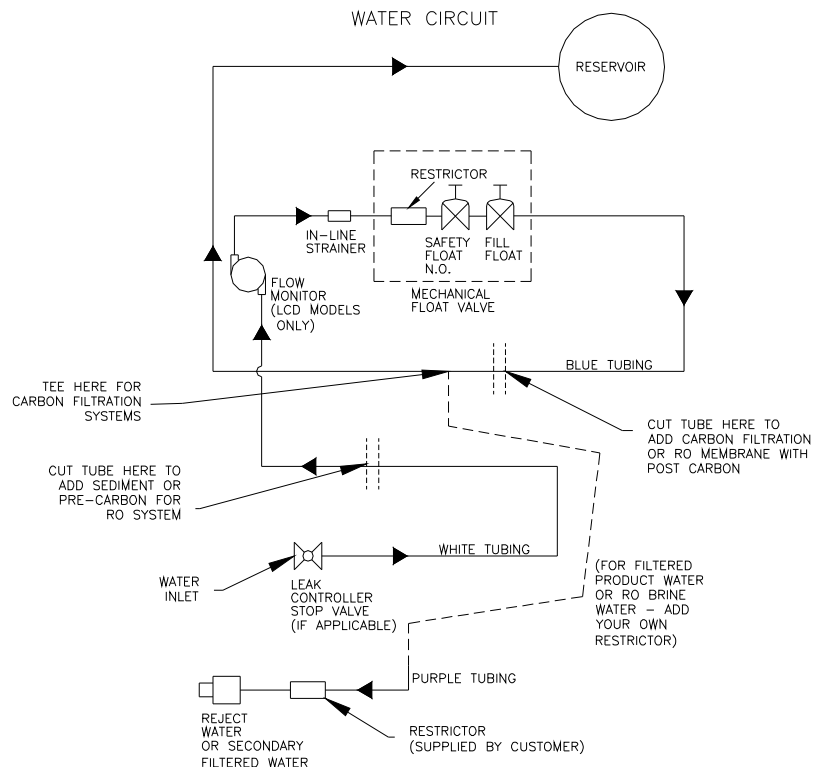 WATER CIRCUIT
RESERVOIR
RESTRICTOR
IN-LINE
STRAINER
SAFETY
FLOAT
N.O.
FILL
FLOAT
FLOW
MONITOR
(LCD MODELS
ONLY)
MECHANICAL
FLOAT VALVE
BLUE TUBING
TEE HERE FOR
CARBON FILTRATION
SYSTEMS
CUT TUBE HERE TO
ADD CARBON FILTRATION
OR RO MEMBRANE WITH
POST CARBON
CUT TUBE HERE TO
ADD SEDIMENT OR
PRE-CARBON FOR
RO SYSTEM
WHITE TUBING
WATER
INLET
LEAK
CONTROLLER
STOP VALVE
(IF APPLICABLE)
(FOR FILTERED
PRODUCT WATER
OR RO BRINE
WATER - ADD
YOUR OWN
RESTRICTOR)
PURPLE TUBING
REJECT
WATER
OR SECONDARY
FILTERED WATER
RESTRICTOR
(SUPPLIED BY CUSTOMER)